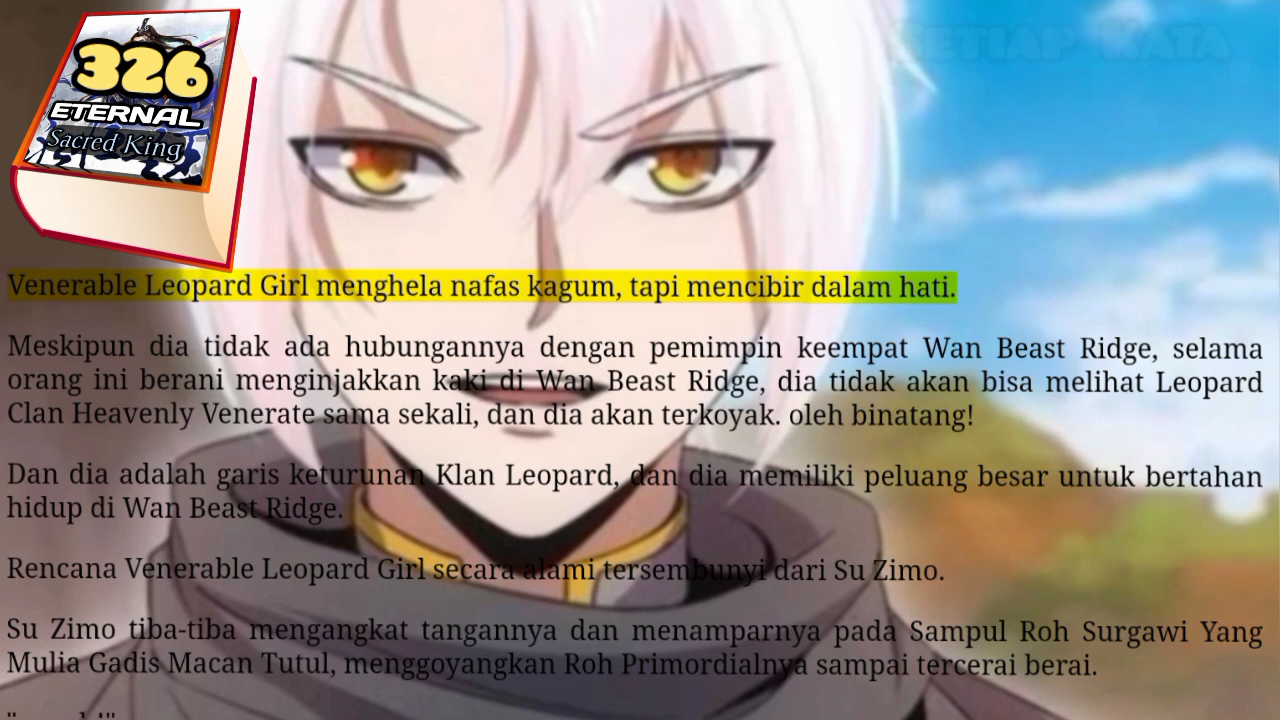 SETIAP KATA
326
ETERNAL
Sacred King
Venerable Leopard Girl menghela nafas kagum, tapi mencibir dalam hati.
Meskipun dia tidak ada hubungannya dengan pemimpin keempat Wan Beast Ridge, selama
orang ini berani menginjakkan kaki di Wan Beast Ridge, dia tidak akan bisa melihat Leopard
Clan Heavenly Venerate sama sekali, dan dia akan terkoyak. oleh binatang!
Dan dia adalah garis keturunan Klan Leopard, dan dia memiliki peluang besar untuk bertahan
hidup di Wan Beast Ridge.
Rencana Venerable Leopard Girl secara alami tersembunyi dari Su Zimo.
Su Zimo tiba-tiba mengangkat tangannya dan menamparnya pada Sampul Roh Surgawi Yang
Mulia Gadis Macan Tutul, menggoyangkan Roh Primordialnya sampai tercerai berai.